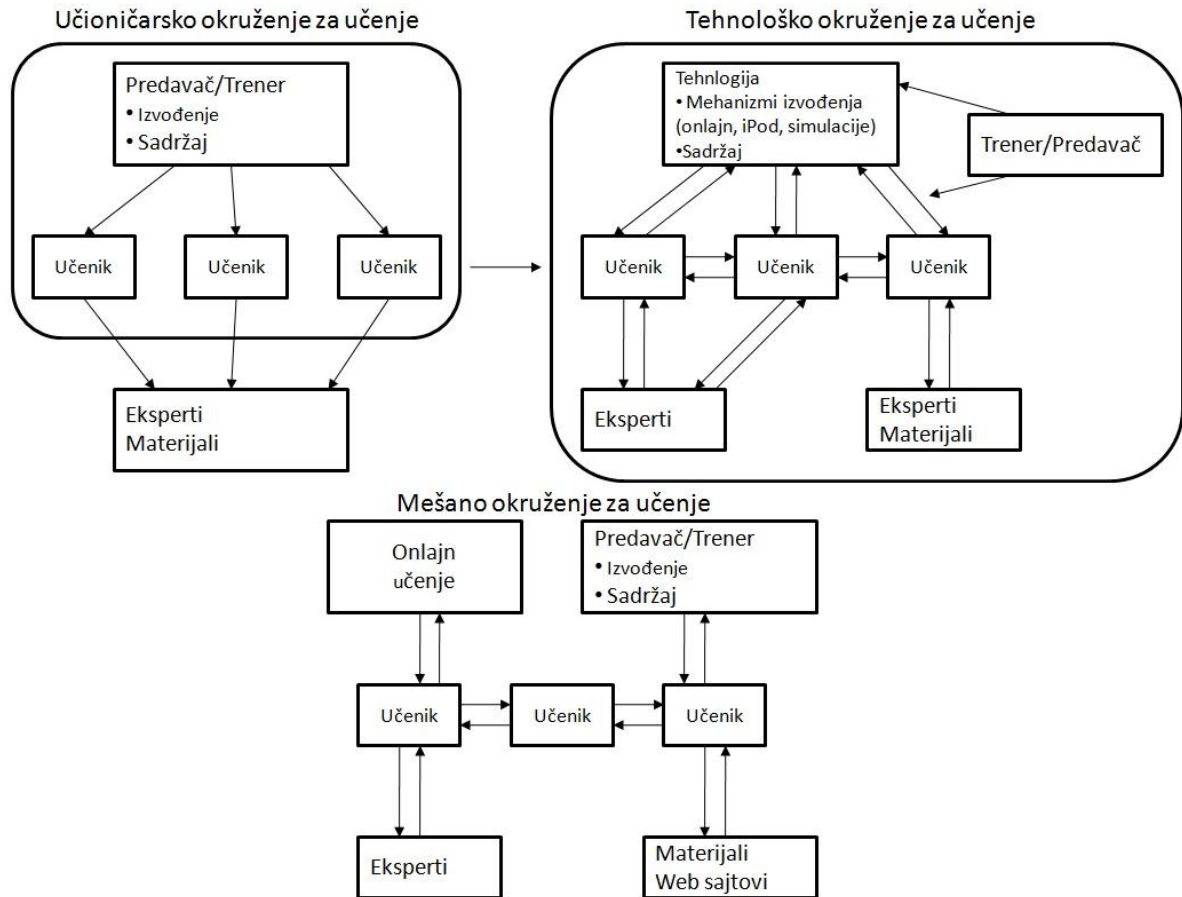 Učioničarsko okruženje za učenje
Predavač/Trener
• Izvođenje
• Sadržaj
Učenik
Učenik
Učenik
Eksperti
Materijali
Tehnološko okruženje za učenje
Tehnlogija
• Mehanizmi izvođenja
(onlajn, iPod, simulacije)
•Sadržaj
Trener/Predavač
Učenik
Učenik
Učenik
Eksperti
Eksperti
Materijali
Mešano okruženje za učenje
Onlajn
učenje
Predavač/Trener
• Izvođenje
• Sadržaj
Učenik
Učenik
Učenik
Eksperti
Materijali
Web sajtovi